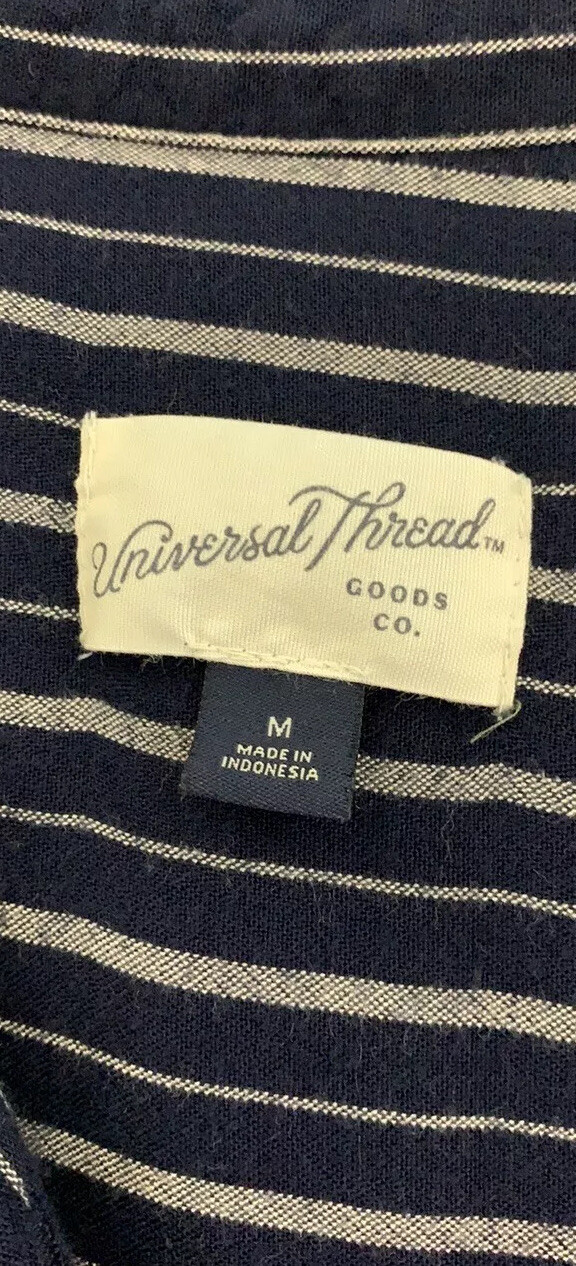 Universal Thread™
GOODS
CO.
M
MADE IN
INDONESIA